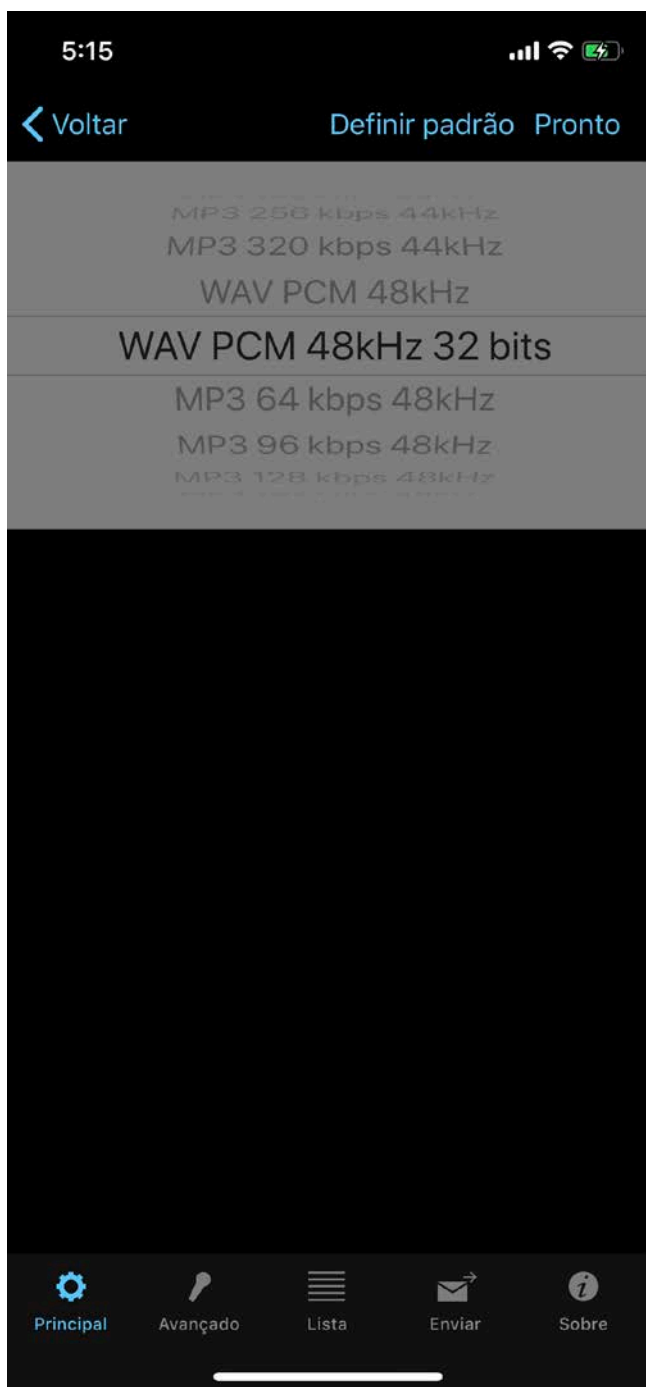 5:15
Voltar Definir padrão Pronto
MP3 256 kbps 44kHz
MP3 320 kbps 44kHz
WAV PCM 48kHz
WAV PCM 48kHz 32 bits
MP3 64 kbps 48kHz
MP3 96 kbps 48kHz
MP3 128 kbps 48kHz
Principal Avançado Lista Enviar Sobre